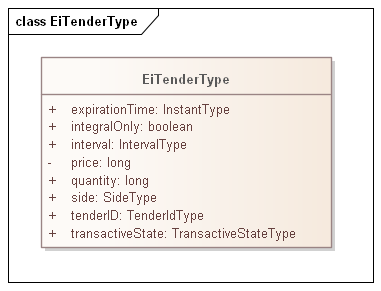 class EiTenderType
EiTenderType
+ expirationTime: InstantType
+ integralOnly: boolean
+ interval: IntervalType
- price: long
+ quantity: long
+ side: SideType
+ tenderID: TenderIdType
+ transactiveState: TransactiveStateType